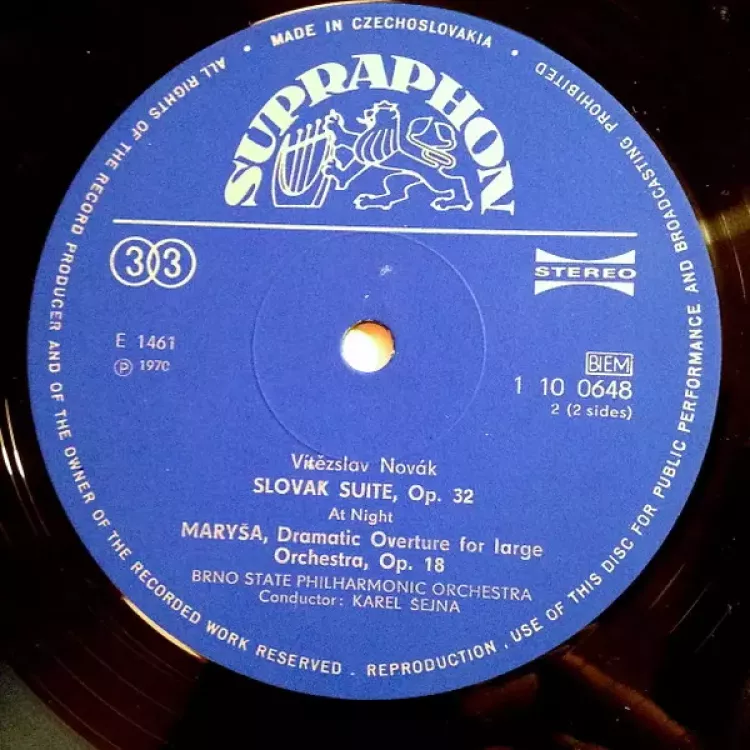 ALL RIGHTS OF THE RECORD PRODUCER AND OF THE OWNER OF THE RECORDED WORK RESERVED · REPRODUCTION, USE OF THIS DISC FOR PUBLIC PERFORMANCE AND BROADCASTING PROHIBITED
• MADE IN CZECHOSLOVAKIA •
SUPRAPHON
33
STEREO
E 1461
Ⓟ 1970
BIEM
1 10 0648
2 (2 sides)
Vítězslav Novák
SLOVAK SUITE, Op. 32
At Night
MARYŠA, Dramatic Overture for large
Orchestra, Op. 18
BRNO STATE PHILHARMONIC ORCHESTRA
Conductor: KAREL ŠEJNA